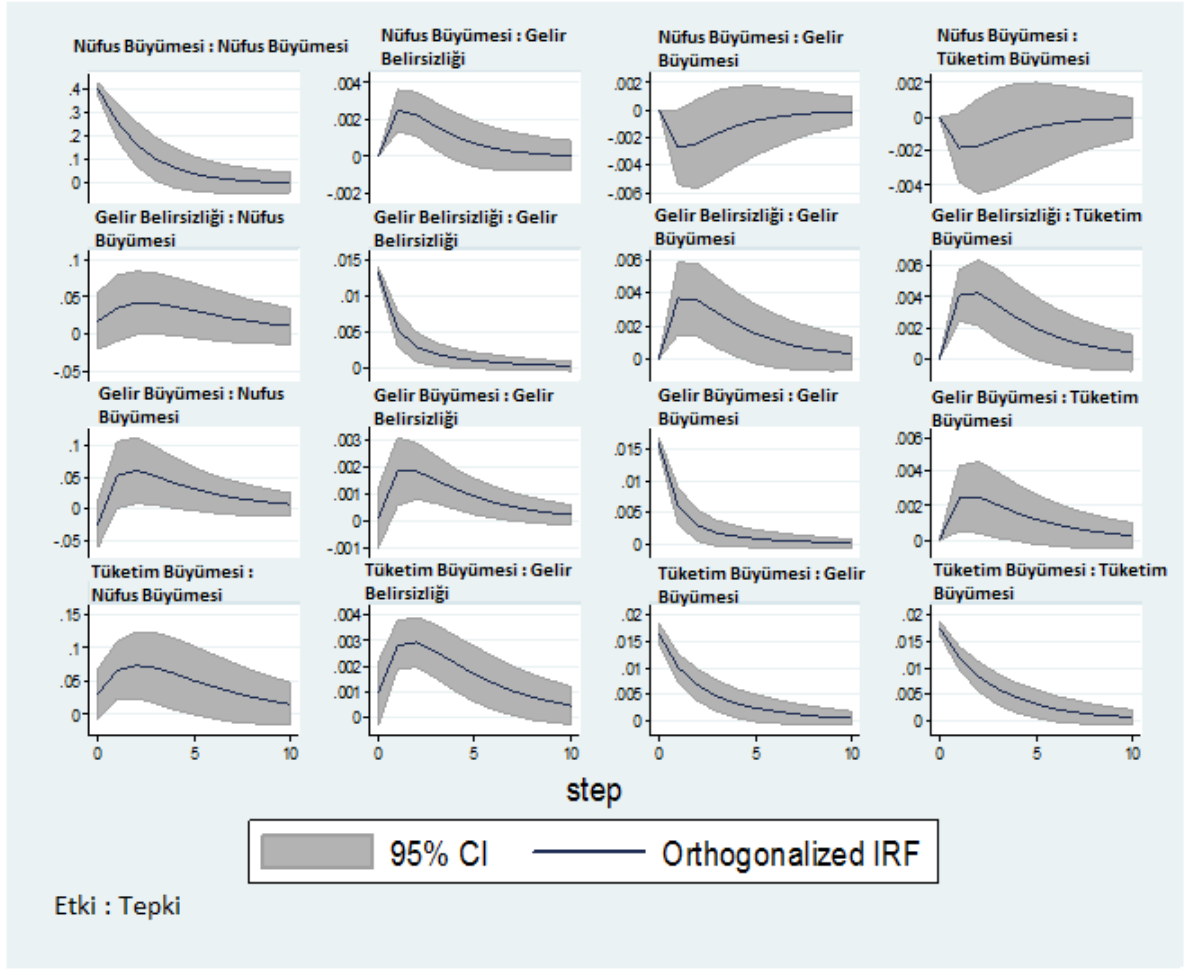 Nüfus Büyümesi : Nüfus Büyümesi
Nüfus Büyümesi : Gelir
Belirsizliği
Nüfus Büyümesi : Gelir
Büyümesi
Nüfus Büyümesi :
Tüketim Büyümesi
.4
.3
.2
.1
0
.004
.002
0
-.002
.002
0
-.002
-.004
-.006
.002
0
-.002
-.004
Gelir Belirsizliği : Nüfus
Büyümesi
Gelir Belirsizliği : Gelir
Belirsizliği
Gelir Belirsizliği : Gelir
Büyümesi
Gelir Belirsizliği : Tüketim
Büyümesi
.1
.05
0
-.05
.015
.01
.005
0
.006
.004
.002
0
.006
.004
.002
0
Gelir Büyümesi : Nufus
Büyümesi
Gelir Büyümesi : Gelir
Belirsizliği
Gelir Büyümesi : Gelir
Büyümesi
Gelir Büyümesi : Tüketim
Büyümesi
.1
.05
0
-.05
.003
.002
.001
0
-.001
.015
.01
.005
0
.006
.004
.002
0
Tüketim Büyümesi :
Nüfus Büyümesi
Tüketim Büyümesi : Gelir
Belirsizliği
Tüketim Büyümesi : Gelir
Büyümesi
Tüketim Büyümesi : Tüketim
Büyümesi
.15
.1
.05
0
.004
.003
.002
.001
0
.02
.015
.01
.005
0
.02
.015
.01
.005
0
0 5 10
0 5 10
0 5 10
0 5 10
step
95% CI
Orthogonalized IRF
Etki : Tepki